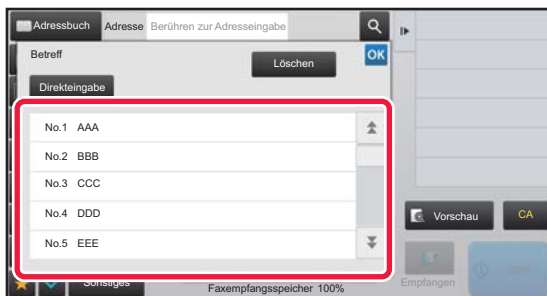 Adressbuch Adresse Berühren zur Adresseingabe
Betreff
OK
Löschen
Direkteingabe
No.1 AAA
No.2 BBB
No.3 CCC
No.4 DDD
No.5 EEE
Vorschau CA
Sonstiges
Faxempfangsspeicher 100%
Empfangen
Start